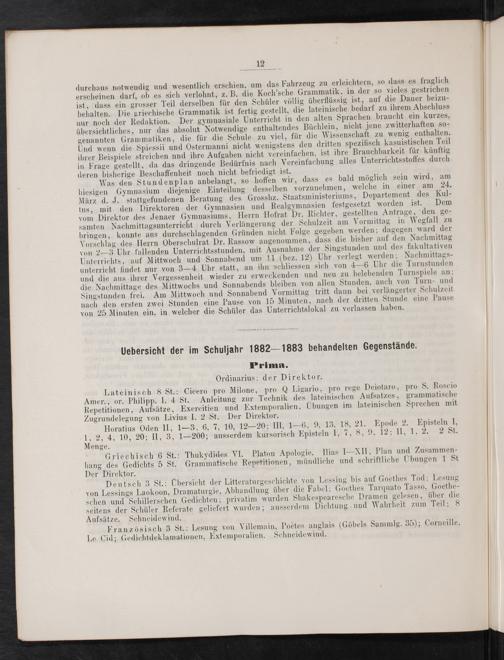 12
durchaus notwendig und wesentlich erschien, um das Fahrzeug zu erleichtern, so dass es fraglich
erscheinen darf, ob es sich verlohnt, z. B. die Koch'sche Grammatik, in der so vieles gestrichen
ist, dass ein grosser Teil derselben für den Schüler völlig überflüssig ist, auf die Dauer beizu-
behalten. Die griechische Grammatik ist fertig gestellt, die lateinische bedarf zu ihrem Abschluss
nur noch der Redaktion. Der gymnasiale Unterricht in den alten Sprachen braucht ein kurzes,
übersichtliches, nur das absolut Notwendige enthaltendes Büchlein, nicht jene zwitterhaften so-
genannten Grammatiken, die für die Schule zu viel, für die Wissenschaft zu wenig enthalten.
Und wenn die Spiessii und Ostermanni nicht wenigstens den dritten spezifisch kasuistischen Teil
ihrer Beispiele streichen und ihre Aufgaben nicht vereinfachen, ist ihre Brauchbarkeit für künftig
in Frage gestellt, da das dringende Bedürfnis nach Vereinfachung alles Unterrichtsstoffes durch
deren bisherige Beschaffenheit noch nicht befriedigt ist.
Was den Stundenplan anbelangt, so hoffen wir, dass es bald möglich sein wird, am
hiesigen Gymnasium diejenige Einteilung desselben vorzunehmen, welche in einer am 24.
März d. J. stattgefundenen Beratung des Grosshz. Staatsministeriums, Departement des Kul-
tus, mit den Direktoren der Gymnasien und Realgymnasien festgesetzt worden ist. Dem
vom Direktor des Jenaer Gymnasiums, Herrn Hofrat Dr. Richter, gestellten Antrage, den ge-
samten Nachmittagsunterricht durch Verlängerung der Schulzeit am Vormittag in Wegfall zu
bringen, konnte aus durchschlagenden Gründen nicht Folge gegeben werden; dagegen ward der
Vorschlag des Herrn Oberschulrat Dr. Rassow angenommen, dass die bisher auf den Nachmittag
von 2—3 Uhr fallenden Unterrichtsstunden, mit Ausnahme der Singstunden und des fakultativen
Unterrichts, auf Mittwoch und Sonnabend um 11 (bez. 12) Uhr verlegt werden; Nachmittags-
unterricht findet nur von 3—4 Uhr statt, an ihn schliessen sich von 4—6 Uhr die Turnstunden
und die aus ihrer Vergessenheit wieder zu erweckenden und neu zu belebenden Turnspiele an;
die Nachmittage des Mittwochs und Sonnabends bleiben von allen Stunden, auch von Turn- und
Singstunden frei. Am Mittwoch und Sonnabend Vormittag tritt dann bei verlängerter Schulzeit
nach den ersten zwei Stunden eine Pause von 15 Minuten, nach der dritten Stunde eine Pause
von 25 Minuten ein, in welcher die Schüler das Unterrichtslokal zu verlassen haben.
Uebersicht der im Schuljahr 1882—1883 behandelten Gegenstände.
Prima.
Ordinarius: der Direktor.
Lateinisch 8 St.: Cicero pro Milone, pro Q Ligario, pro rege Deiotaro, pro S. Roscio
Amer., or. Philipp. I. 4 St. Anleitung zur Technik des lateinischen Aufsatzes, grammatische
Repetitionen, Aufsätze, Exercitien und Extemporalien, Übungen im lateinischen Sprechen mit
Zugrundelegung von Livius I. 2 St. Der Direktor.
Horatius Oden II, 1—3, 6, 7, 10, 12—20; III, 1—6, 9, 13, 18, 21. Epode 2. Episteln I,
1, 2, 4, 10, 20; II, 3, 1—200; ausserdem kursorisch Episteln I, 7, 8, 9, 12; II, 1, 2. 2 St.
Menge.
Griechisch 6 St.: Thukydides VI. Platon Apologie. Ilias I—XII, Plan und Zusammen-
hang des Gedichts 5 St. Grammatische Repetitionen, mündliche und schriftliche Übungen 1 St
Der Direktor.
Deutsch 3 St.: Übersicht der Litteraturgeschichte von Lessing bis auf Goethes Tod; Lesung
von Lessings Laokoon, Dramaturgie, Abhandlung über die Fabel; Goethes Tarquato Tasso, Goethe-
schen und Schillerschen Gedichten; privatim wurden Shakespearesche Dramen gelesen, über die
seitens der Schüler Referate geliefert wurden; ausserdem Dichtung und Wahrheit zum Teil; 8
Aufsätze. Schneidewind.
Französisch 3 St.: Lesung von Villemain, Poètes anglais (Göbels Sammlg. 35); Corneille,
Le Cid; Gedichtdeklamationen, Extemporalien. Schneidewind.